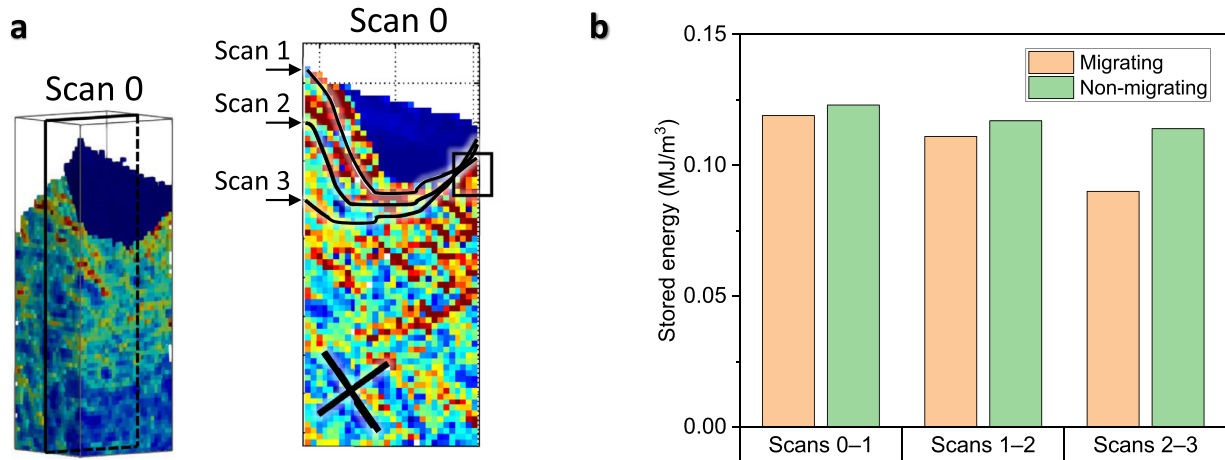 a
Scan 0
Scan 0
Scan 1
Scan 2
Scan 3
b
Stored energy (MJ/m³)
0.15
0.10
0.05
0.00
Migrating
Non-migrating
Scans 0–1
Scans 1–2
Scans 2–3